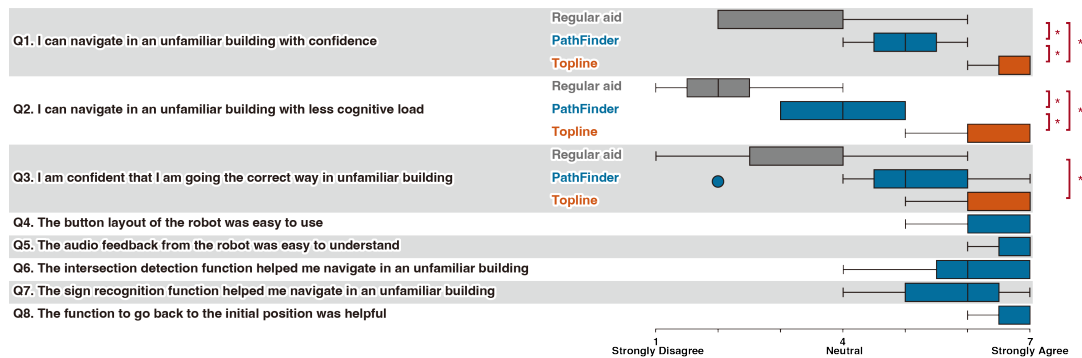 Regular aid
Q1. I can navigate in an unfamiliar building with confidence
PathFinder
*
*
*
Topline
Regular aid
Q2. I can navigate in an unfamiliar building with less cognitive load
PathFinder
*
*
*
Topline
Regular aid
Q3. I am confident that I am going the correct way in unfamiliar building
PathFinder
*
Topline
Q4. The button layout of the robot was easy to use
Q5. The audio feedback from the robot was easy to understand
Q6. The intersection detection function helped me navigate in an unfamiliar building
Q7. The sign recognition function helped me navigate in an unfamiliar building
Q8. The function to go back to the initial position was helpful
1 4 7
Strongly Disagree Neutral Strongly Agree